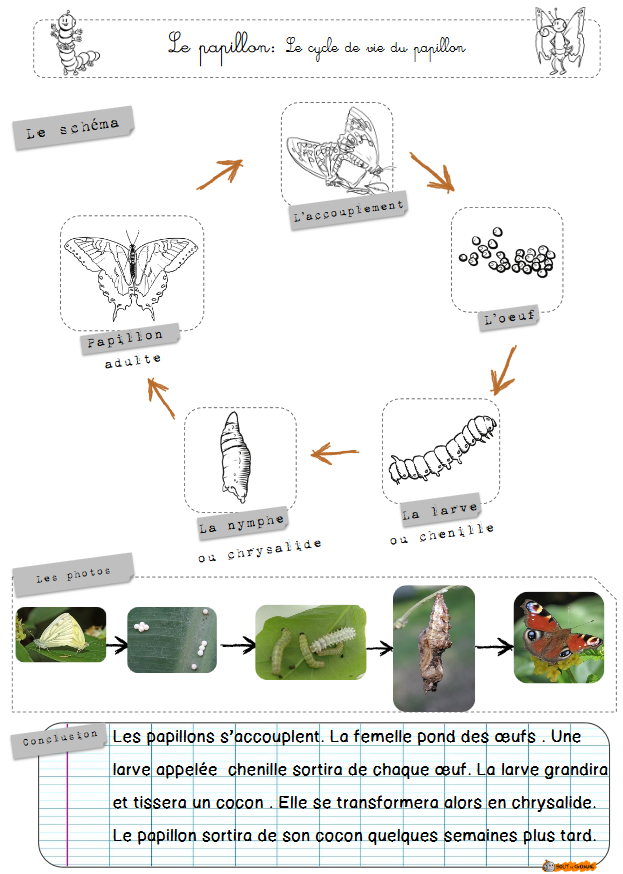 Le papillon: Le cycle de vie du papillon
Le schéma
L'accouplement
L'oeuf
Papillon
adulte
La larve
ou chenille
La nymphe
ou chrysalide
Les photos
Conclusion
Les papillons s'accouplent. La femelle pond des œufs . Une
larve appelée chenille sortira de chaque œuf. La larve grandira
et tissera un cocon . Elle se transformera alors en chrysalide.
Le papillon sortira de son cocon quelques semaines plus tard.